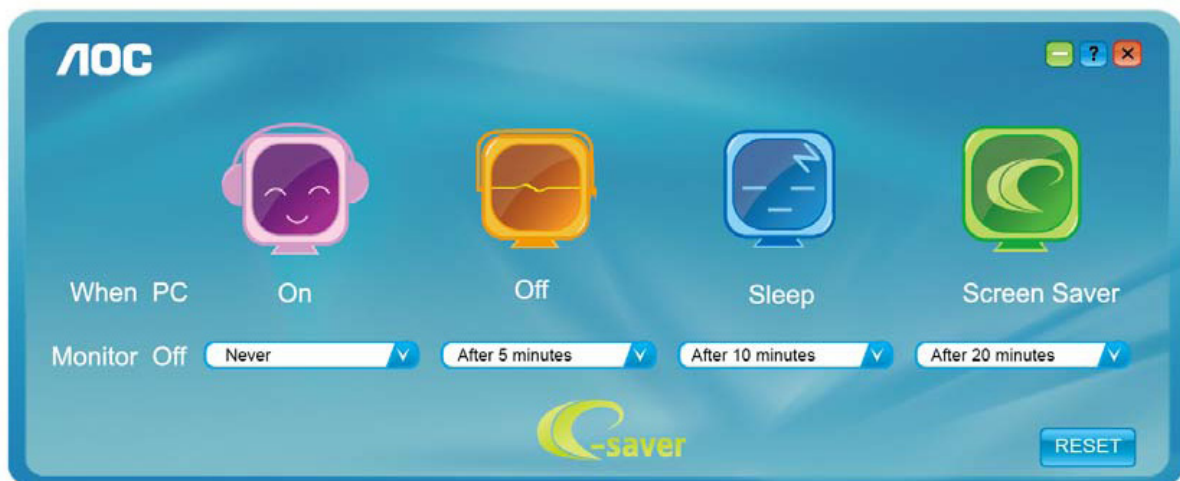 AOC
?
When PC On Off Sleep Screen Saver
Monitor Off Never After 5 minutes After 10 minutes After 20 minutes
e-saver
RESET